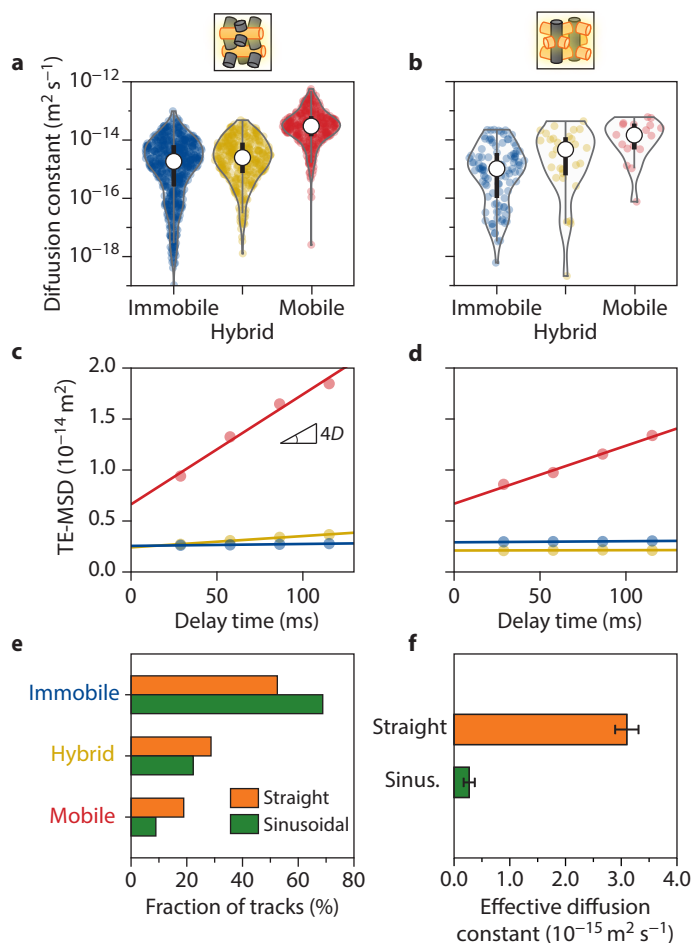 a
b
Difuusion constant (m² s⁻¹)
10⁻¹²
10⁻¹⁴
10⁻¹⁶
10⁻¹⁸
Immobile
Hybrid
Mobile
Immobile
Hybrid
Mobile
c
d
TE-MSD (10⁻¹⁴ m²)
2.0
1.5
1.0
0.5
0.0
4D
0
50
100
Delay time (ms)
0
50
100
Delay time (ms)
e
f
Immobile
Hybrid
Mobile
Straight
Sinusoidal
0
20
40
60
80
Fraction of tracks (%)
Straight
Sinus.
0.0
1.0
2.0
3.0
4.0
Effective diffusion
constant (10⁻¹⁵ m² s⁻¹)